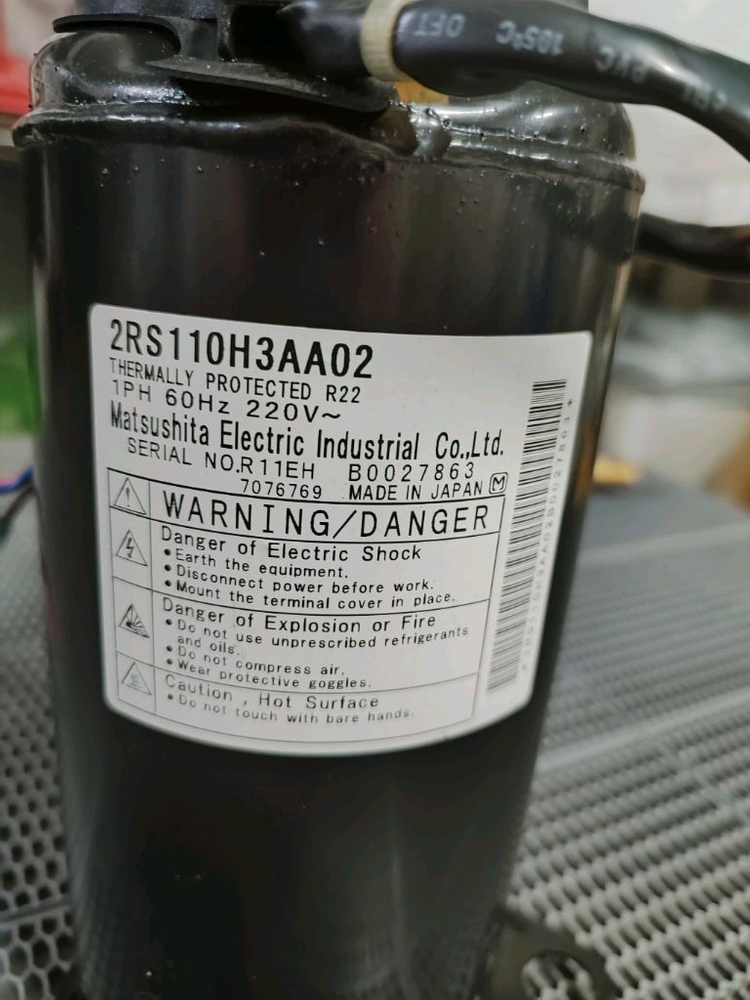 105°C
2RS110H3AA02
THERMALLY PROTECTED R22
1PH 60Hz 220V~
Matsushita Electric Industrial Co.,Ltd.
SERIAL NO.R11EH B0027863
7076769 MADE IN JAPAN M
WARNING/DANGER
Danger of Electric Shock
•Earth the equipment.
•Disconnect power before work.
•Mount the terminal cover in place.
Danger of Explosion or Fire
•Do not use unprescribed refrigerants
and oils.
•Do not compress air.
•Wear protective goggles.
Caution , Hot Surface
•Do not touch with bare hands.
*2RS110H3AA02B0027863*